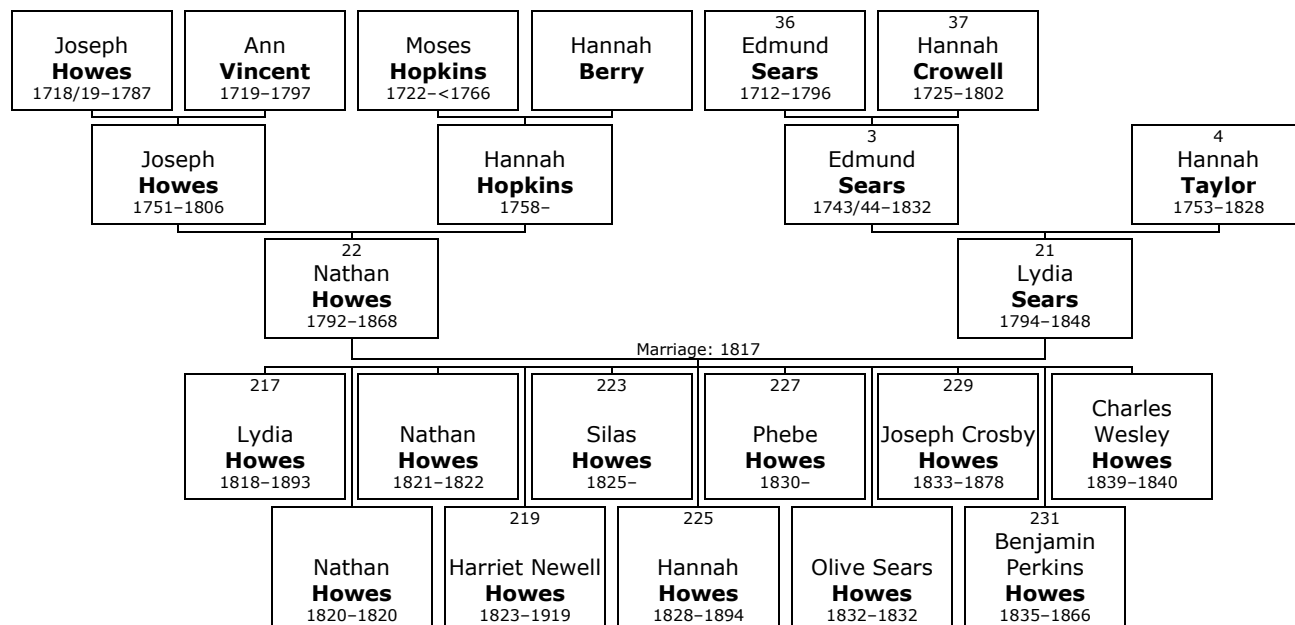 Joseph
Howes
1718/19–1787
Ann
Vincent
1719–1797
Moses
Hopkins
1722–<1766
Hannah
Berry
36
Edmund
Sears
1712–1796
37
Hannah
Crowell
1725–1802
Joseph
Howes
1751–1806
Hannah
Hopkins
1758–
3
Edmund
Sears
1743/44–1832
4
Hannah
Taylor
1753–1828
22
Nathan
Howes
1792–1868
21
Lydia
Sears
1794–1848
Marriage: 1817
217
Lydia
Howes
1818–1893
Nathan
Howes
1821–1822
223
Silas
Howes
1825–
227
Phebe
Howes
1830–
229
Joseph Crosby
Howes
1833–1878
Charles
Wesley
Howes
1839–1840
Nathan
Howes
1820–1820
219
Harriet Newell
Howes
1823–1919
225
Hannah
Howes
1828–1894
Olive Sears
Howes
1832–1832
231
Benjamin
Perkins
Howes
1835–1866